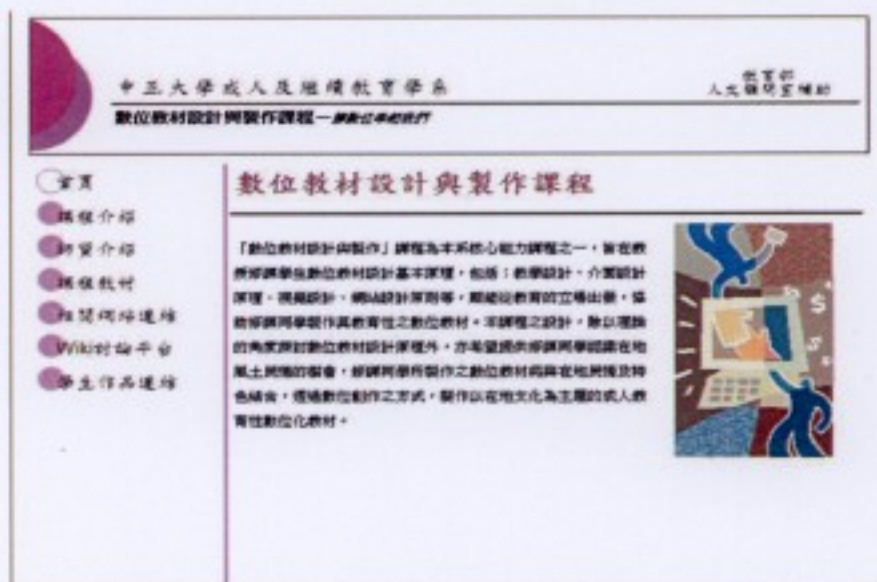 中正大學成人及繼續教育學系
教育部
人文顧問室補助
數位教材設計與製作課程－
首頁
課程介紹
師資介紹
課程教材
相關網站連結
Wiki討論平台
學生作品連結
數位教材設計與製作課程
「數位教材設計與製作」課程為本系核心能力課程之一，旨在教
授修課學生數位教材設計基本原理，包括：教學設計、介面設計
原理、視覺設計、網站設計原則等，期能從教育的立場出發，協
助修課同學製作具教育性之數位教材。本課程之設計，除以理論
的角度探討數位教材設計原理外，亦希望提供修課同學認識在地
風土民情的機會，修課同學所製作之數位教材須與在地民情及特
色結合，透過數位創作之方式，製作以在地文化為主題的成人教
育性數位化教材。